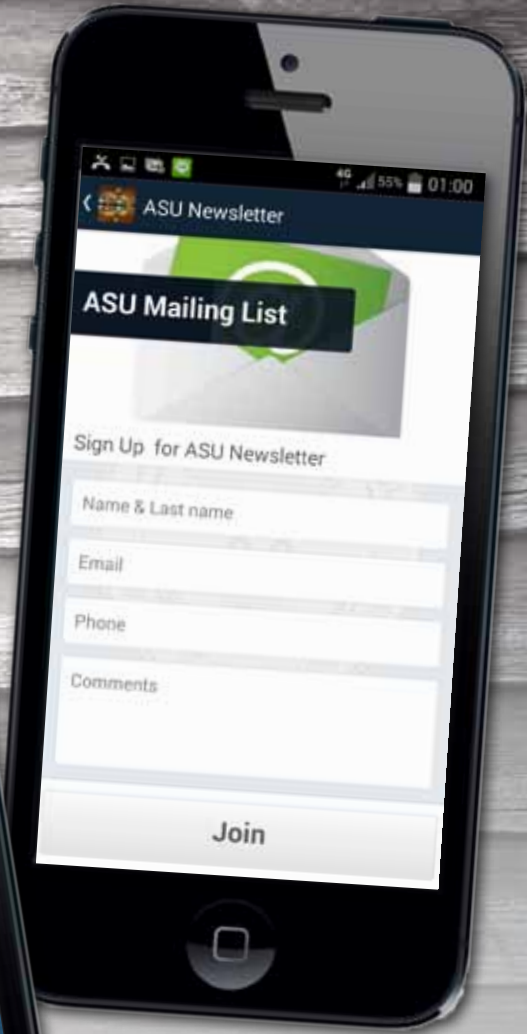 4G 55% 01:00
ASU Newsletter
ASU Mailing List
Sign Up for ASU Newsletter
Name & Last name
Email
Phone
Comments
Join